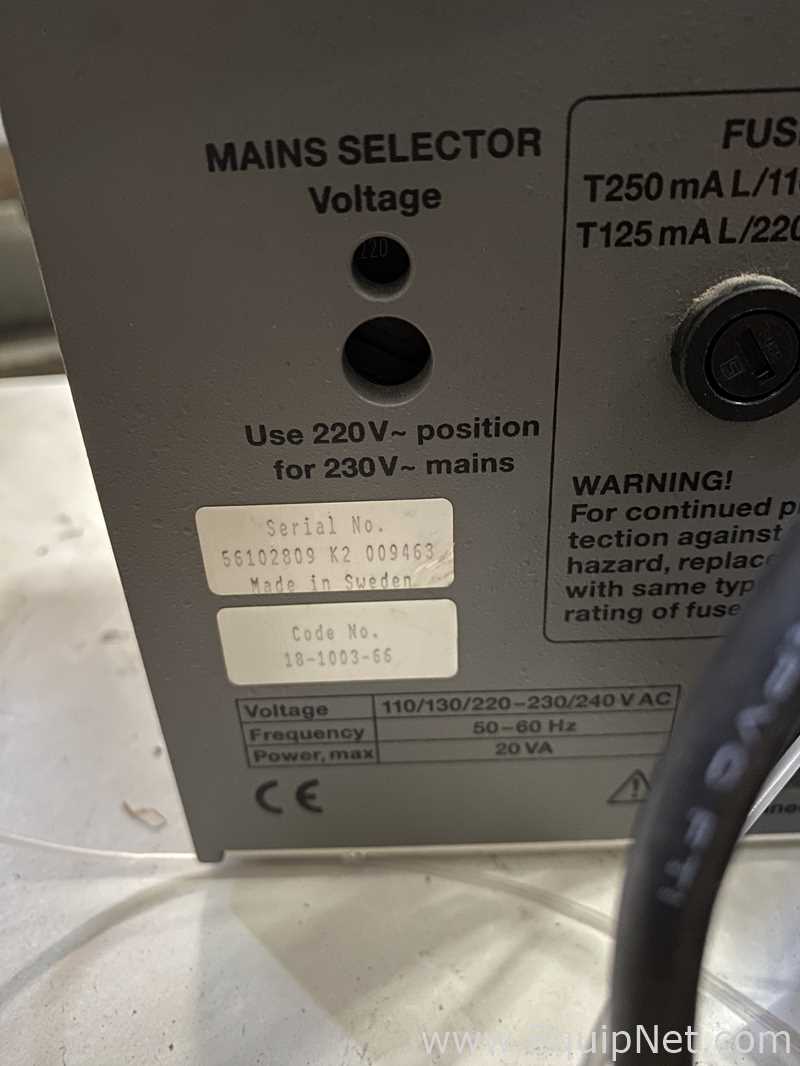 MAINS SELECTOR
Voltage
220
Use 220V~ position
for 230V~ mains
Serial No.
56102809 K2 009463
Made in Sweden
Code No.
18-1003-66
Voltage 110/130/220-230/240 V AC
Frequency 50-60 Hz
Power, max 20 VA
CE
T250 mA L/11
T125 mA L/220
WARNING!
For continued
tection against
hazard,
with same
rating of fuse
PVC
www.EquipNet.com